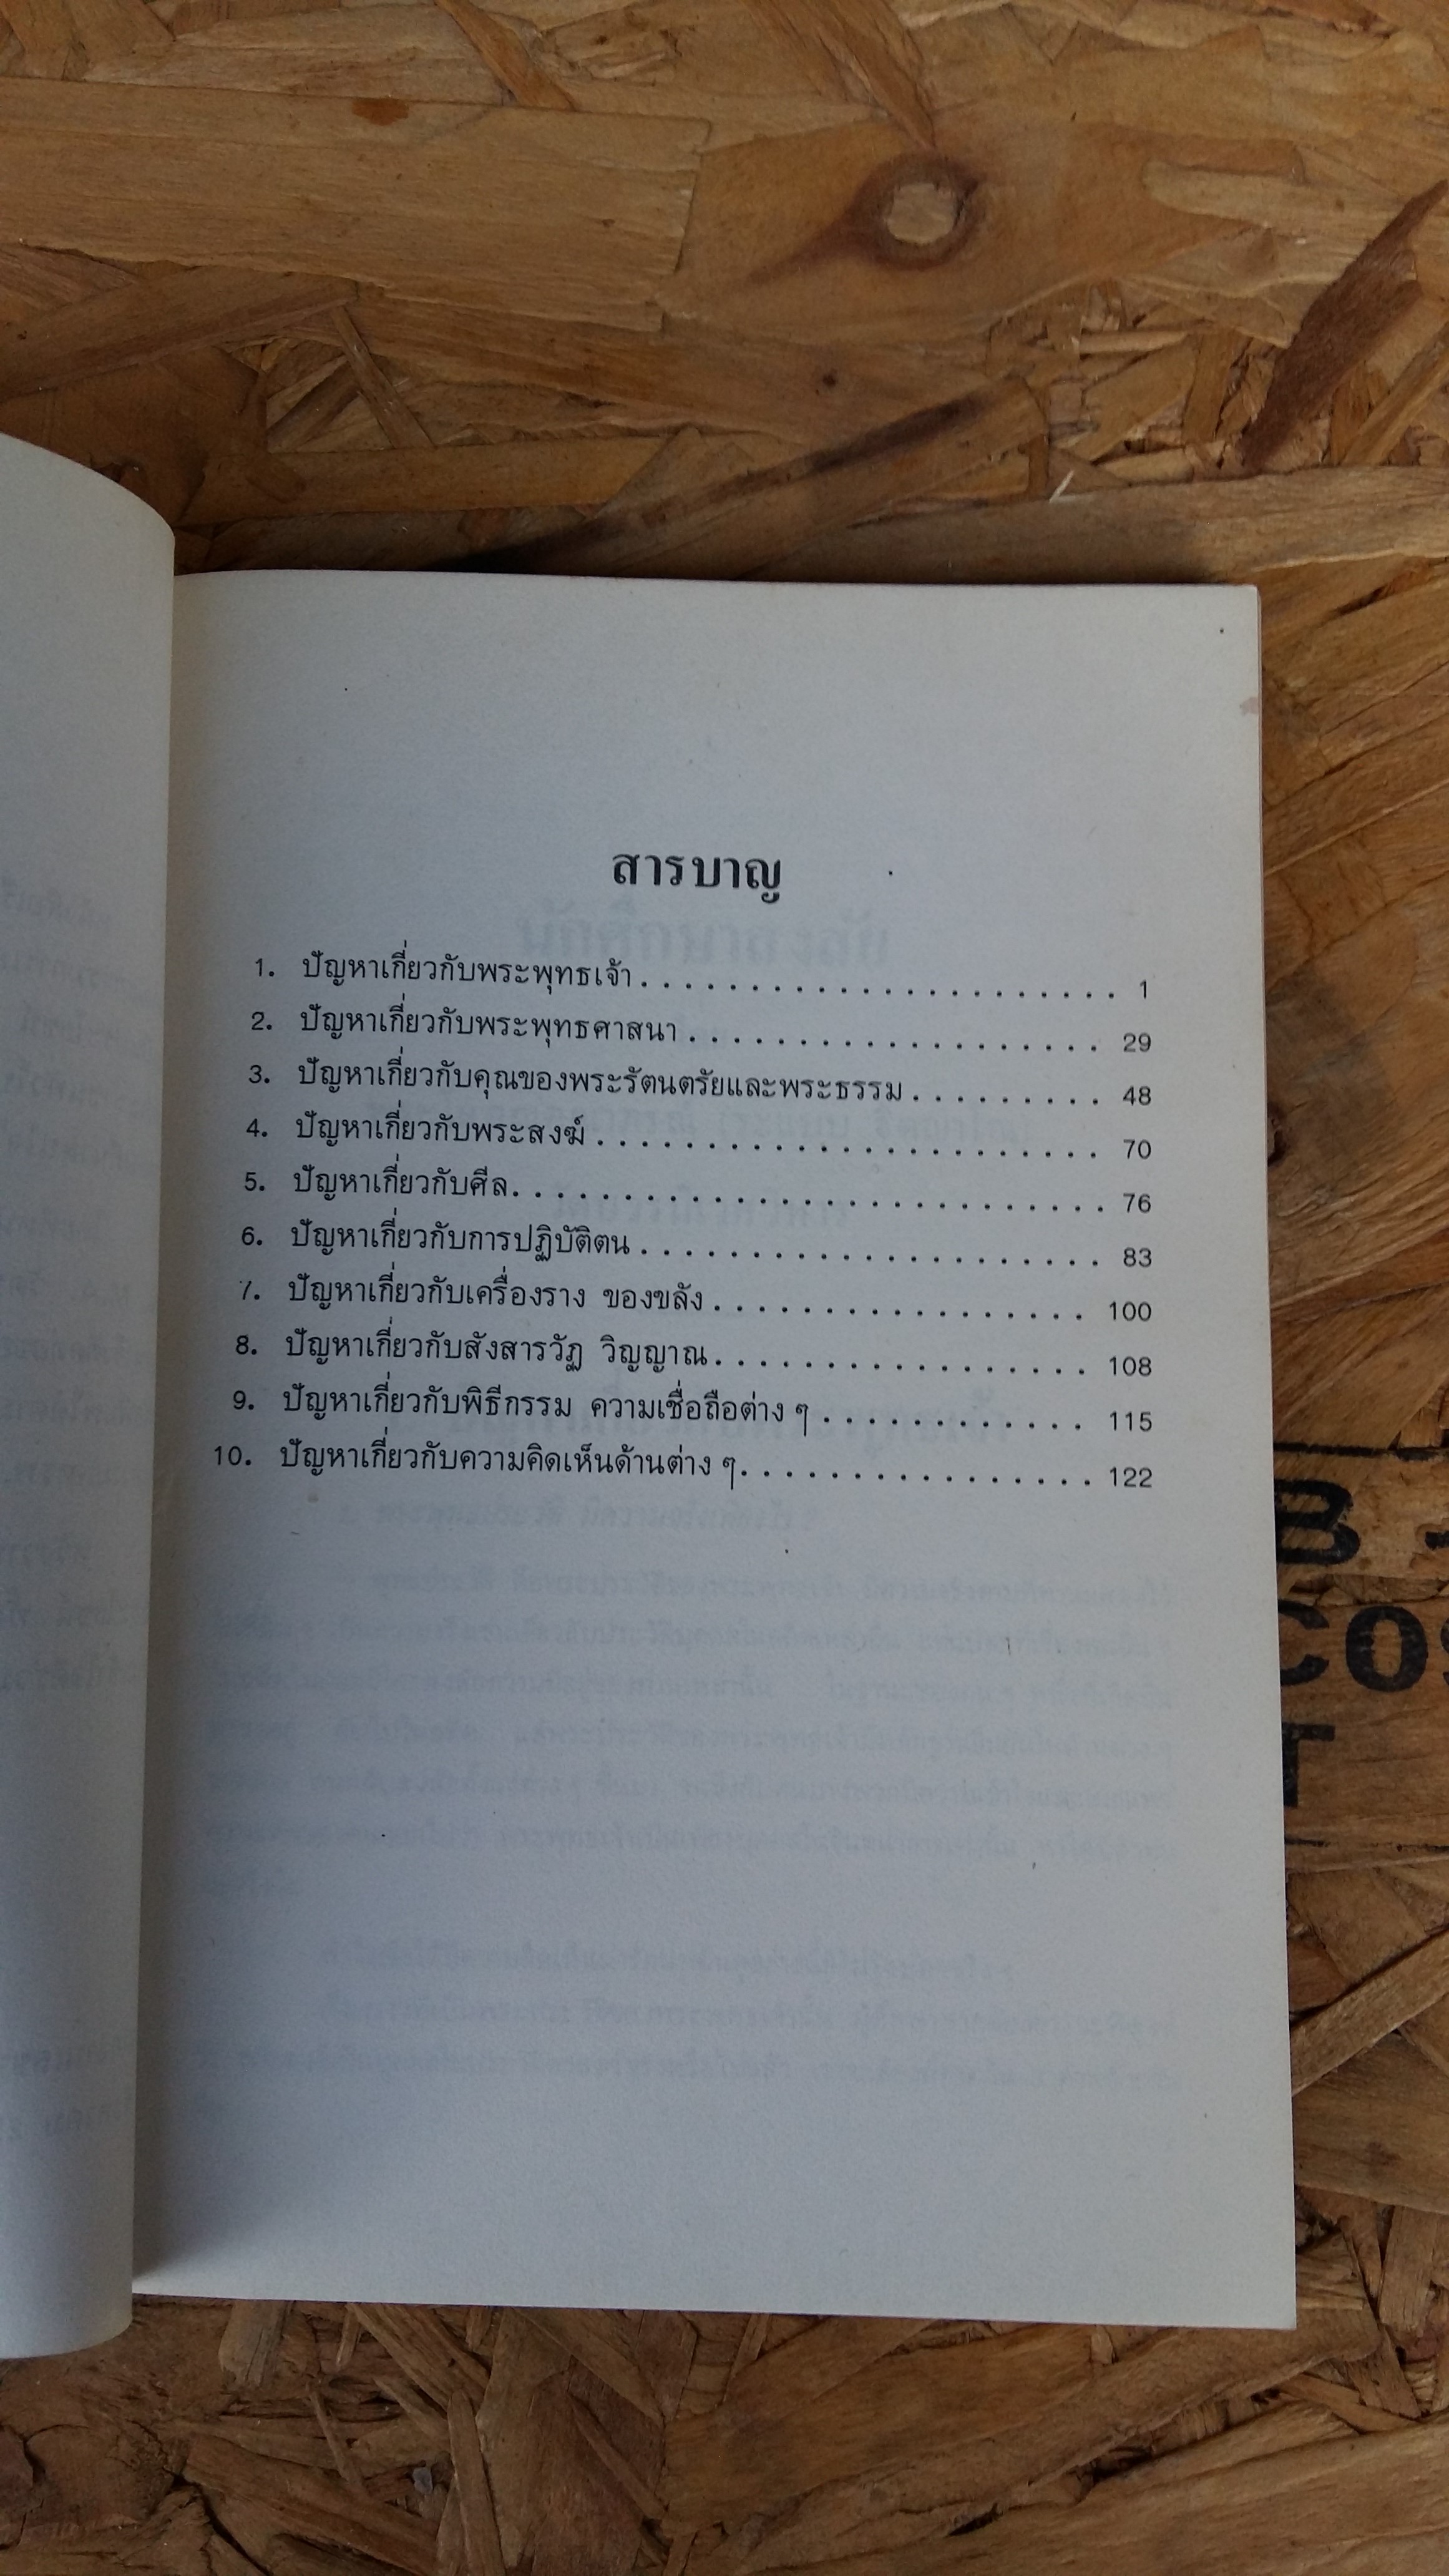 สารบาญ
1. ปัญหาเกี่ยวกับพระพุทธเจ้า . . . . . . . . . . . . . . . . . . . . . . 1
2. ปัญหาเกี่ยวกับพระพุทธศาสนา . . . . . . . . . . . . . . . . . . . 29
3. ปัญหาเกี่ยวกับคุณของพระรัตนตรัยและพระธรรม . . . . . . . . . 48
4. ปัญหาเกี่ยวกับพระสงฆ์ . . . . . . . . . . . . . . . . . . . . . . . 70
5. ปัญหาเกี่ยวกับศีล . . . . . . . . . . . . . . . . . . . . . . . . . . . 76
6. ปัญหาเกี่ยวกับการปฏิบัติตน . . . . . . . . . . . . . . . . . . . . . 83
7. ปัญหาเกี่ยวกับเครื่องราง ของขลัง . . . . . . . . . . . . . . . . . 100
8. ปัญหาเกี่ยวกับสังสารวัฏ วิญญาณ . . . . . . . . . . . . . . . . . 108
9. ปัญหาเกี่ยวกับพิธีกรรม ความเชื่อถือต่าง ๆ . . . . . . . . . . . . 115
10. ปัญหาเกี่ยวกับความคิดเห็นด้านต่าง ๆ . . . . . . . . . . . . . . . . 122